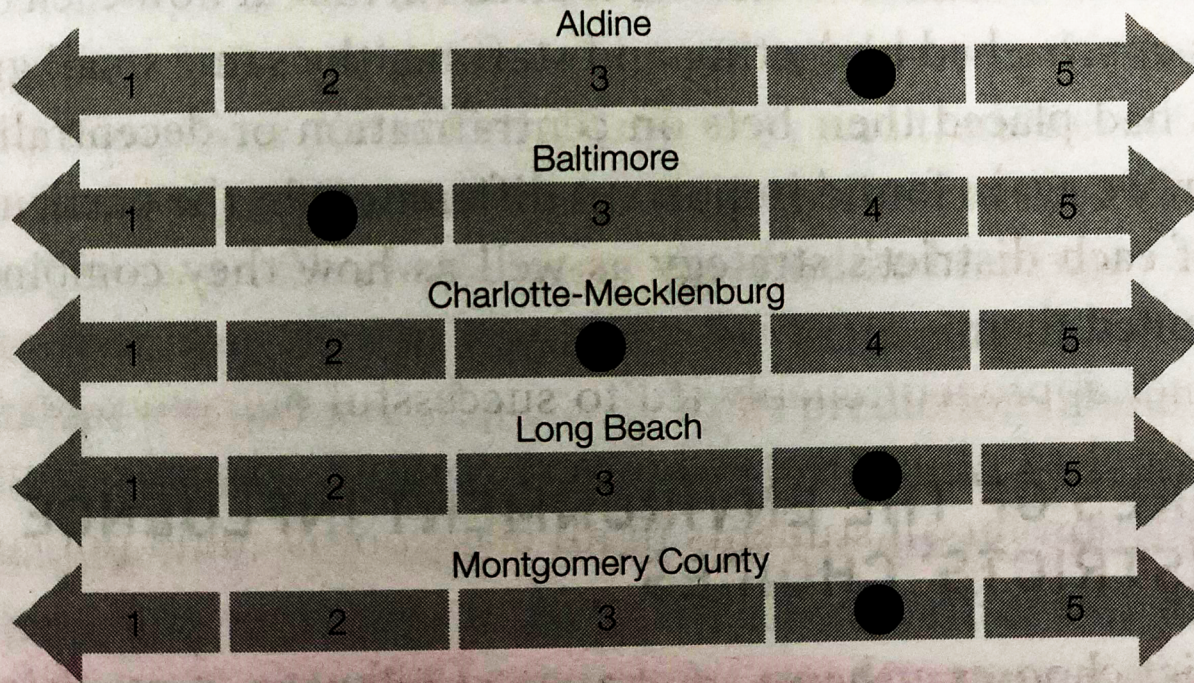 Aldine
1 2 3 5
Baltimore
1 3 4 5
Charlotte-Mecklenburg
1 2 4 5
Long Beach
1 2 3 5
Montgomery County
1 2 3 5